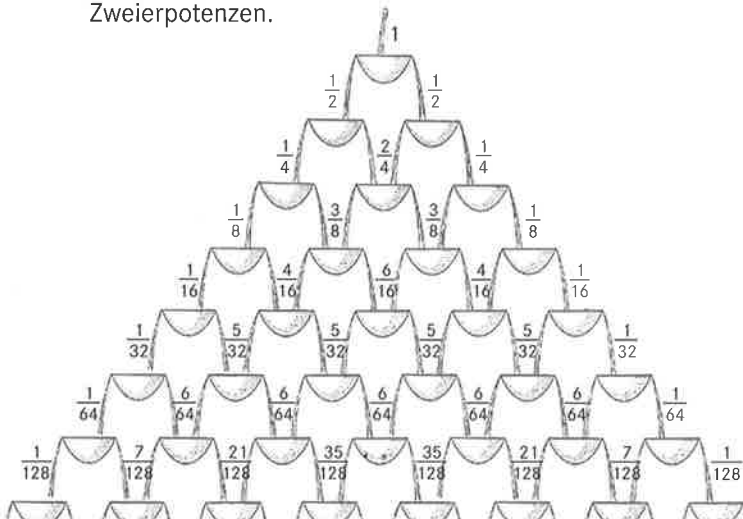 Zweierpotenzen.
1
1/2 1/2
1/4 2/4 1/4
1/8 3/8 3/8 1/8
1/16 4/16 6/16 4/16 1/16
1/32 5/32 5/32 5/32 5/32 1/32
1/64 6/64 6/64 6/64 6/64 6/64 1/64
1/128 7/128 21/128 35/128 35/128 21/128 7/128 1/128